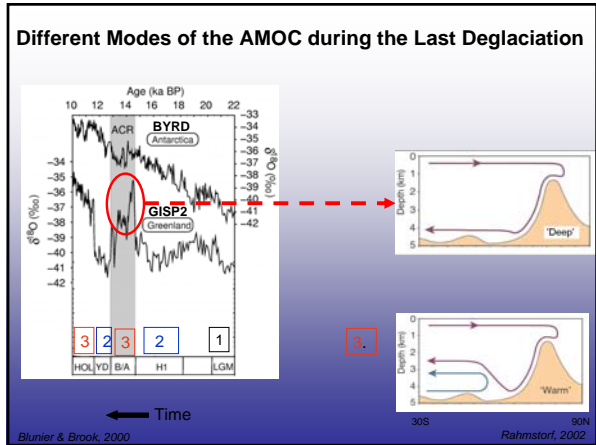 Different Modes of the AMOC during the Last Deglaciation
Age (ka BP)
10 12 14 16 18 20 22
ACR
BYRD
Antarctica
−33
−34
−35
−36
−37
−38
−39
−40
−41
−42
δ¹⁸O (‰)
−34
−35
−36
−37
−38
−39
−40
−41
−42
δ¹⁸O (‰)
GISP2
Greenland
3 2 3 2 1
HOL YD B/A H1 LGM
Time
Blunier & Brook, 2000
Depth (km)
0
1
2
3
4
5
'Deep'
3.
Depth (km)
0
1
2
3
4
5
'Warm'
30S 90N
Rahmstorf, 2002